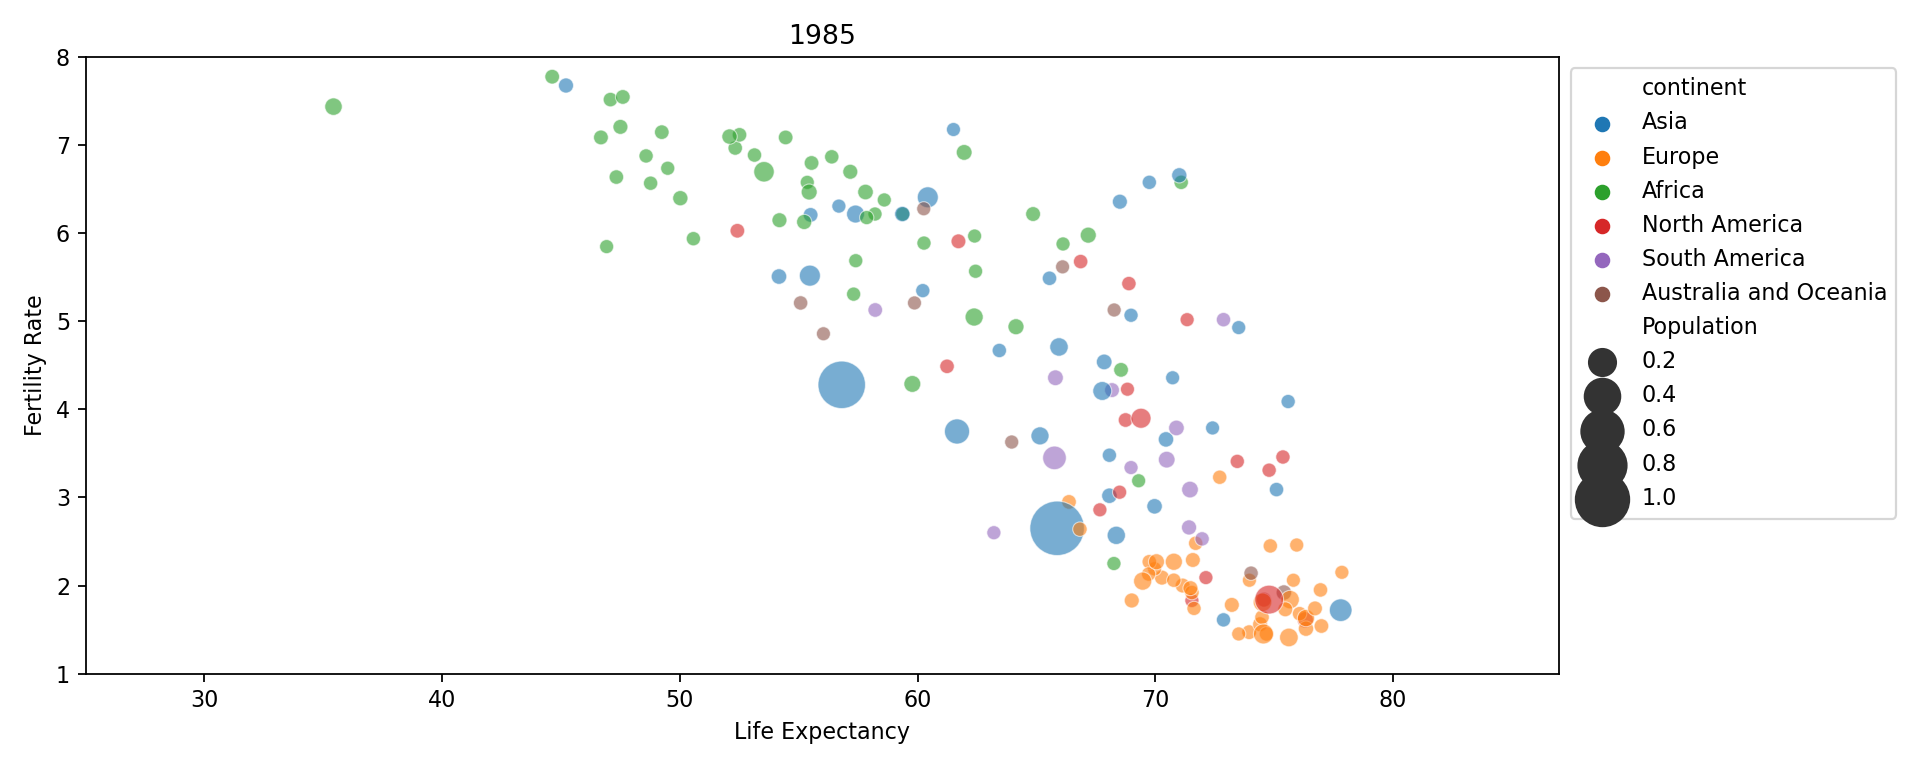 1985
8
7
6
5
4
3
2
1
Fertility Rate
30 40 50 60 70 80
Life Expectancy
continent
Asia
Europe
Africa
North America
South America
Australia and Oceania
Population
0.2
0.4
0.6
0.8
1.0